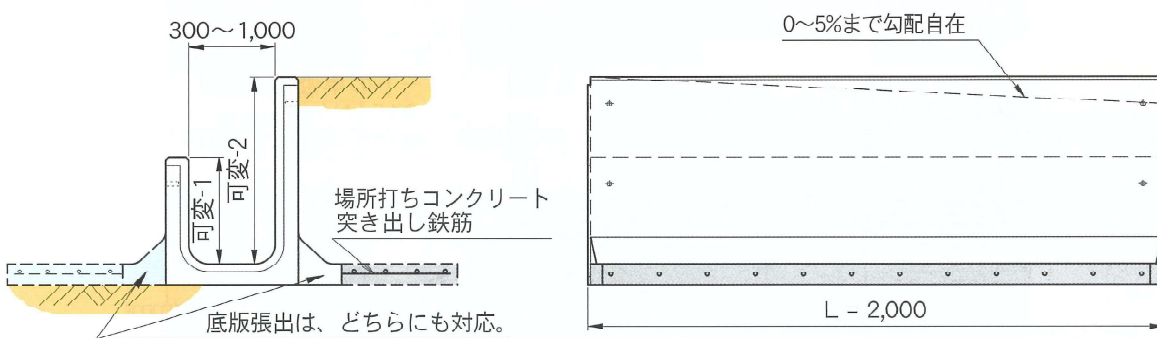 300〜1,000
可変-1
可変-2
場所打ちコンクリート
突き出し鉄筋
底版張出は、どちらにも対応。
0〜5%まで勾配自在
L − 2,000